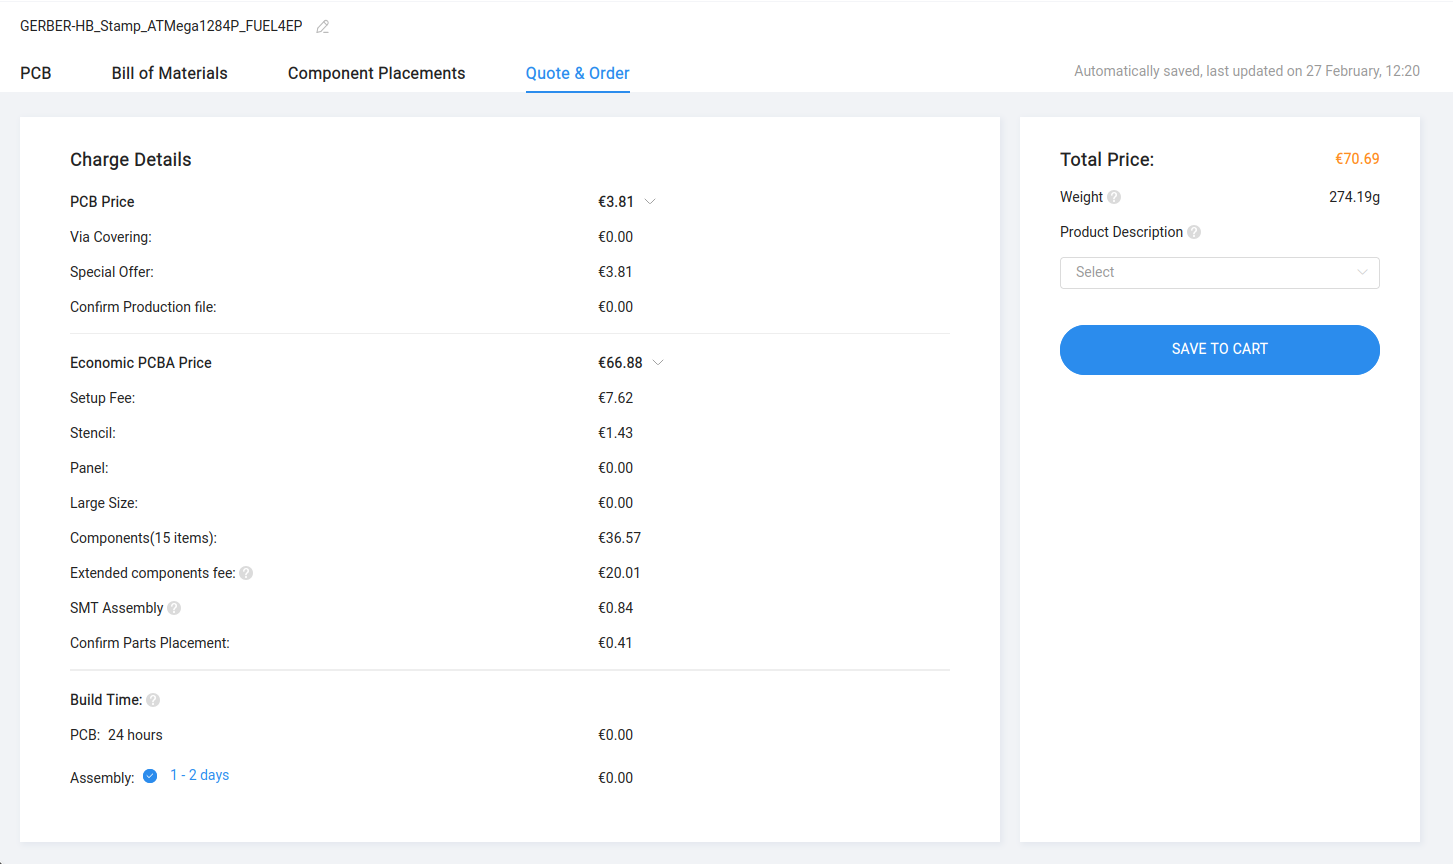 GERBER-HB_Stamp_ATMega1284P_FUEL4EP
PCB Bill of Materials Component Placements Quote & Order Automatically saved, last updated on 27 February, 12:20
Charge Details
PCB Price €3.81
Via Covering: €0.00
Special Offer: €3.81
Confirm Production file: €0.00
Economic PCBA Price €66.88
Setup Fee: €7.62
Stencil: €1.43
Panel: €0.00
Large Size: €0.00
Components(15 items): €36.57
Extended components fee: ? €20.01
SMT Assembly ? €0.84
Confirm Parts Placement: €0.41
Build Time: ?
PCB: 24 hours €0.00
Assembly: 1 - 2 days €0.00
Total Price: €70.69
Weight ? 274.19g
Product Description ?
Select
SAVE TO CART